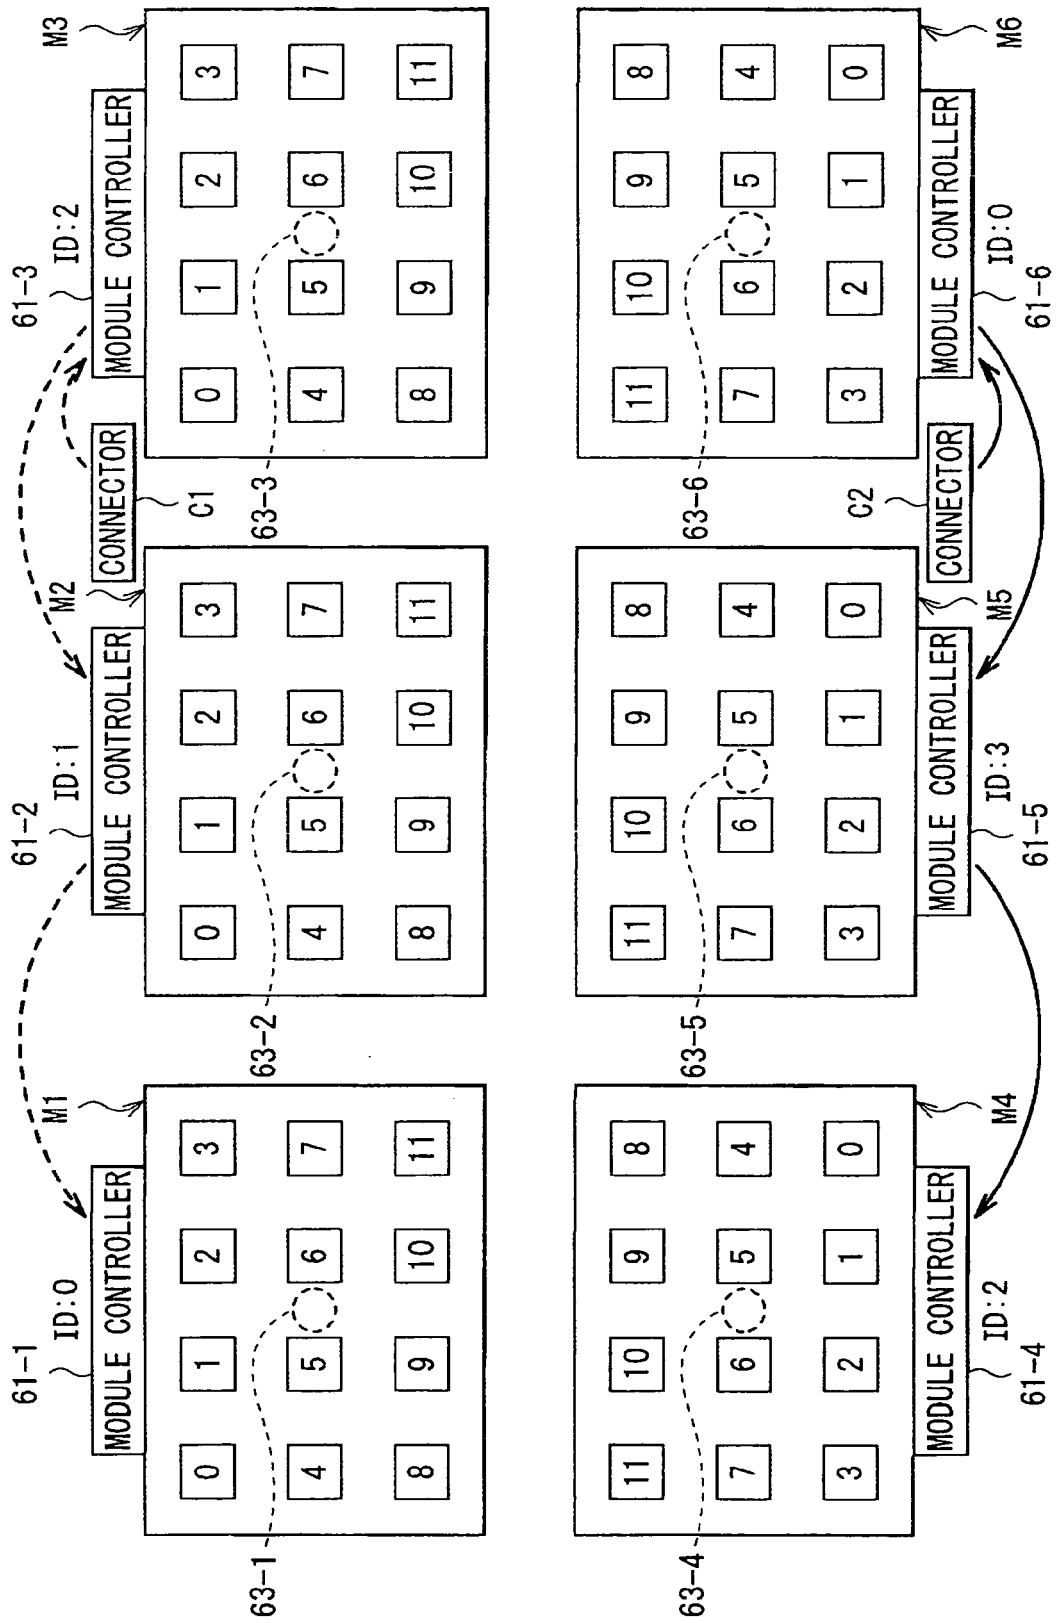 61-1
ID:0
M1
MODULE CONTROLLER
0 1 2 3
4 5 6 7
8 9 10 11
63-1
61-2
ID:1
M2
MODULE CONTROLLER
0 1 2 3
4 5 6 7
8 9 10 11
63-2
CONNECTOR
C1
61-3
ID:2
M3
MODULE CONTROLLER
0 1 2 3
4 5 6 7
8 9 10 11
63-3
63-4
11 10 9 8
7 6 5 4
3 2 1 0
MODULE CONTROLLER
M4
ID:2
61-4
63-5
11 10 9 8
7 6 5 4
3 2 1 0
MODULE CONTROLLER
M5
ID:3
61-5
C2
CONNECTOR
63-6
11 10 9 8
7 6 5 4
3 2 1 0
MODULE CONTROLLER
M6
ID:0
61-6